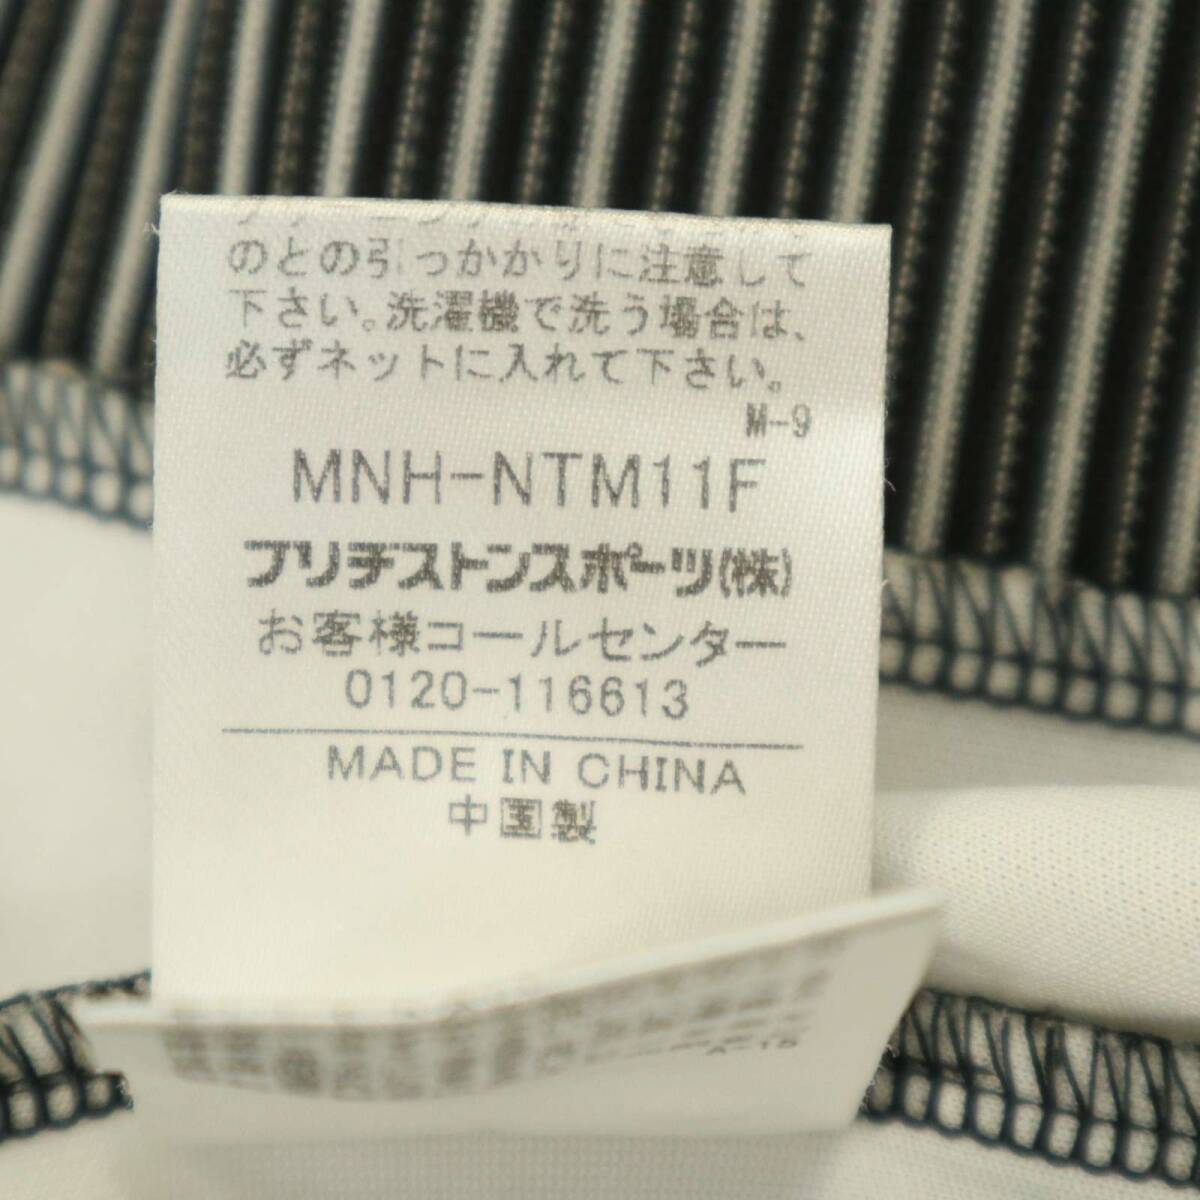 のとの引っかかりに注意して
下さい。洗濯機で洗う場合は、
必ずネットに入れて下さい。
M-9
MNH-NTM11F
ブリヂストンスポーツ(株)
お客様コールセンター
0120-116613
MADE IN CHINA
中国製
A-15